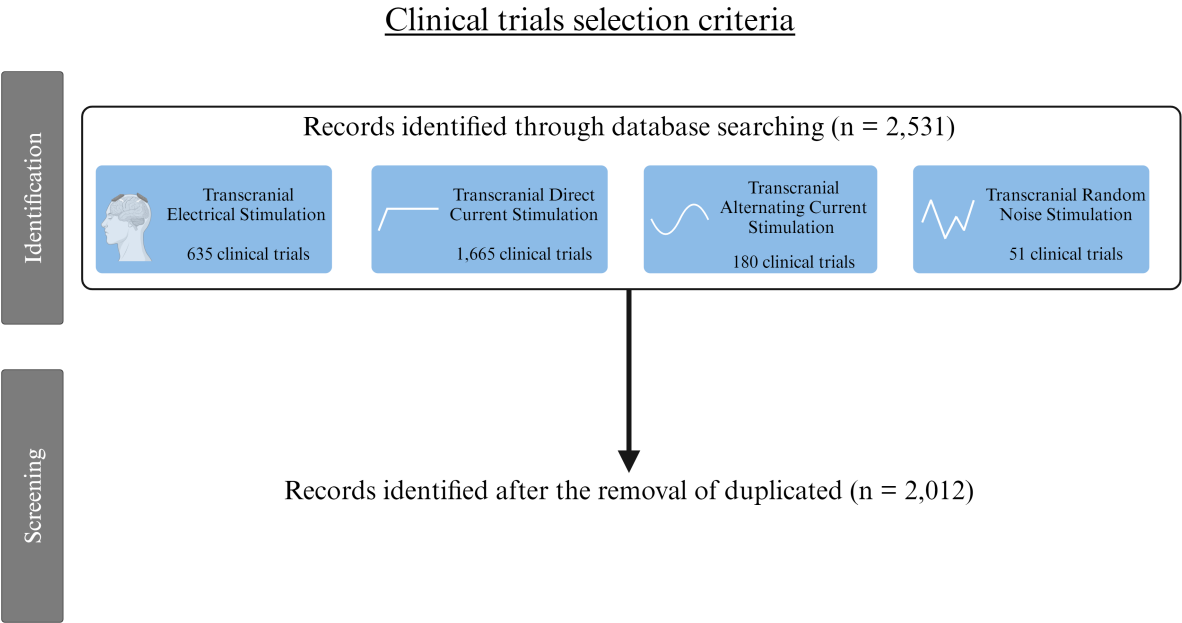 Clinical trials selection criteria
Identification
Records identified through database searching (n = 2,531)
Transcranial
Electrical Stimulation
635 clinical trials
Transcranial Direct
Current Stimulation
1,665 clinical trials
Transcranial
Alternating Current
Stimulation
180 clinical trials
Transcranial Random
Noise Stimulation
51 clinical trials
Screening
Records identified after the removal of duplicated (n = 2,012)